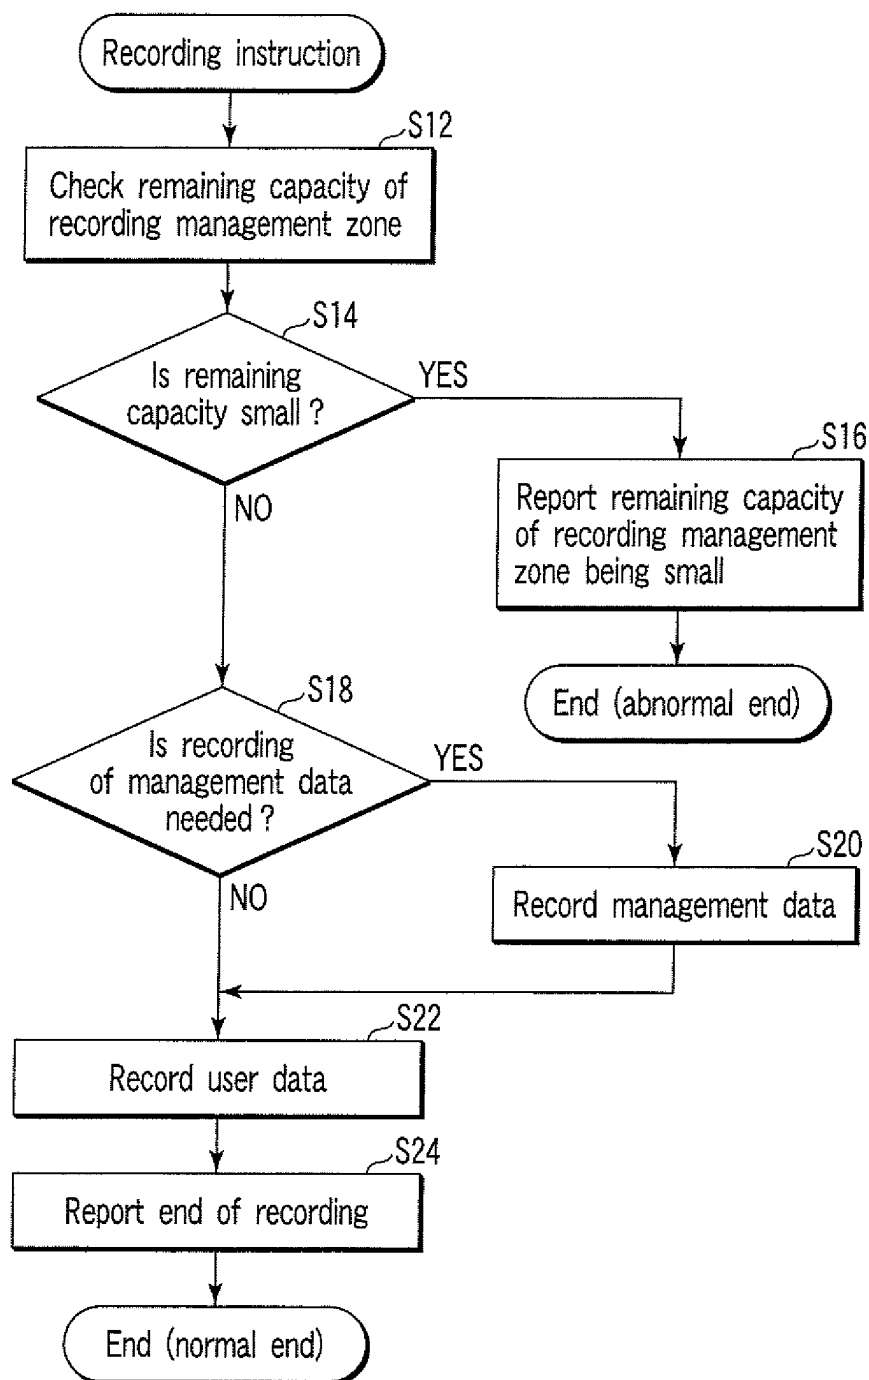 Recording instruction
S12
Check remaining capacity of
recording management zone
S14
Is remaining
capacity small?
YES
NO
S16
Report remaining capacity
of recording management
zone being small
End (abnormal end)
S18
Is recording
of management data
needed?
YES
NO
S20
Record management data
S22
Record user data
S24
Report end of recording
End (normal end)